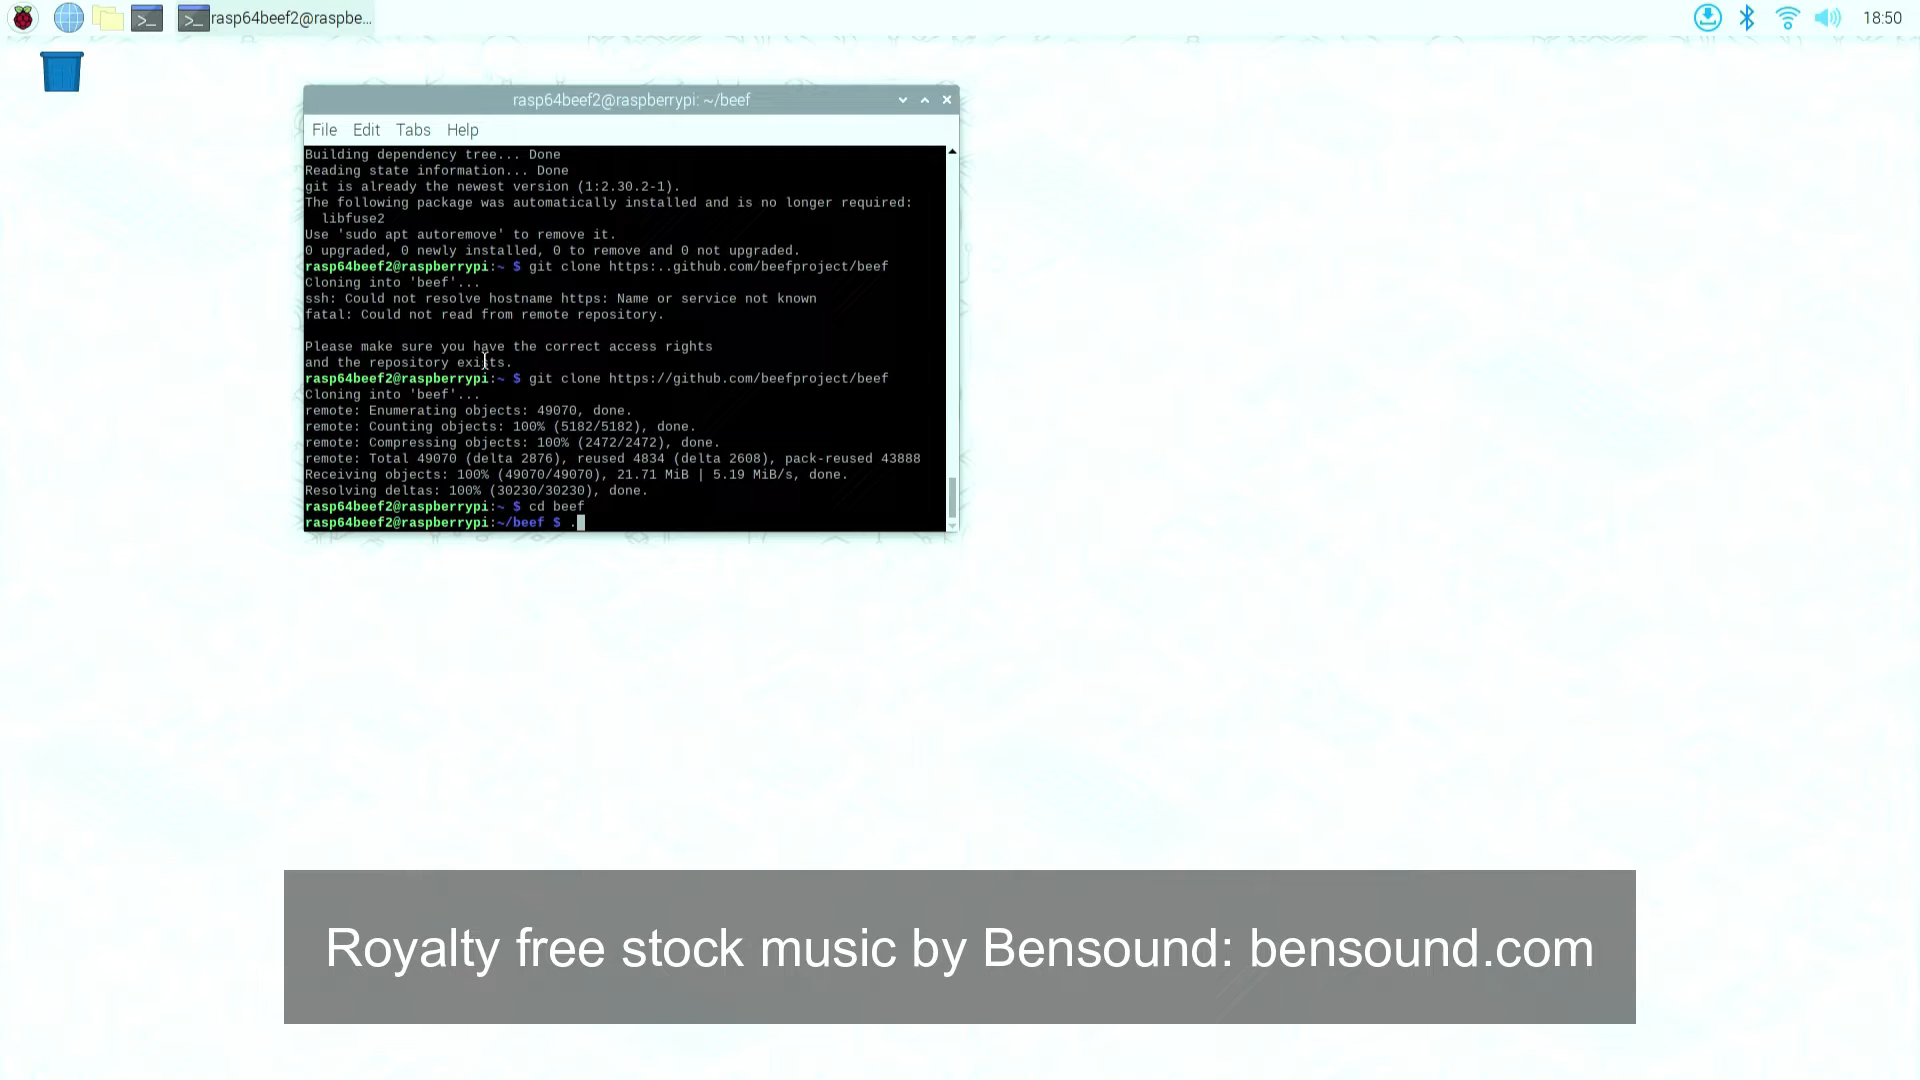 rasp64beef2@raspbe...
18:50
rasp64beef2@raspberrypi: ~/beef
File Edit Tabs Help
Building dependency tree... Done
Reading state information... Done
git is already the newest version (1:2.30.2-1).
The following package was automatically installed and is no longer required:
  libfuse2
Use 'sudo apt autoremove' to remove it.
0 upgraded, 0 newly installed, 0 to remove and 0 not upgraded.
rasp64beef2@raspberrypi:~ $ git clone https:..github.com/beefproject/beef
Cloning into 'beef'...
ssh: Could not resolve hostname https: Name or service not known
fatal: Could not read from remote repository.
Please make sure you have the correct access rights
and the repository exists.
rasp64beef2@raspberrypi:~ $ git clone https://github.com/beefproject/beef
Cloning into 'beef'...
remote: Enumerating objects: 49070, done.
remote: Counting objects: 100% (5182/5182), done.
remote: Compressing objects: 100% (2472/2472), done.
remote: Total 49070 (delta 2876), reused 4834 (delta 2608), pack-reused 43888
Receiving objects: 100% (49070/49070), 21.71 MiB | 5.19 MiB/s, done.
Resolving deltas: 100% (30230/30230), done.
rasp64beef2@raspberrypi:~ $ cd beef
rasp64beef2@raspberrypi:~/beef $ .
Royalty free stock music by Bensound: bensound.com